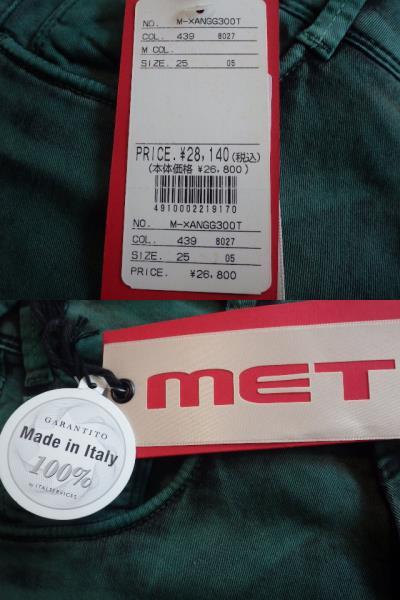 NO. M-XANGG300T
COL. 439 8027
M COL.
SIZE. 25 05
PRICE.¥28,140(税込)
(本体価格 ¥26,800)
4910002219170
NO. M-XANGG300T
COL. 439 8027
SIZE. 25 05
PRICE. ¥26,800
MET
GARANTITO
Made in Italy
100%
by ITALSERVICES